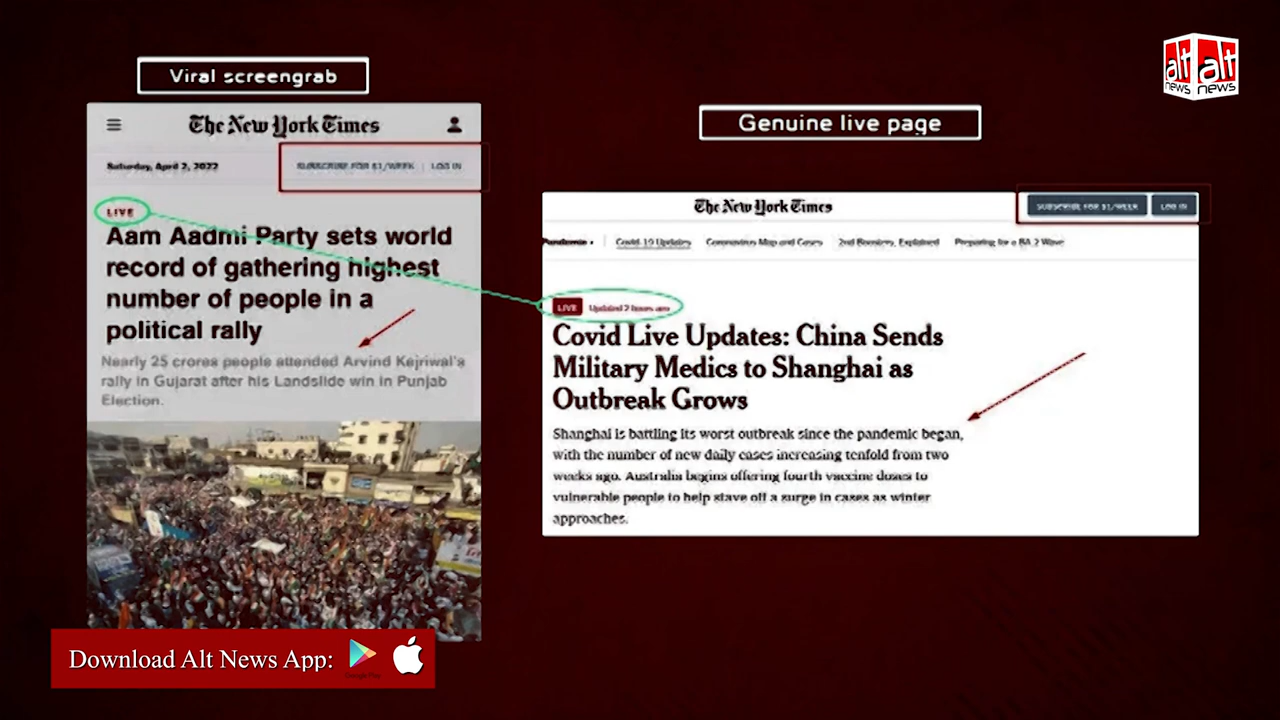 Viral screengrab
The New York Times
Saturday, April 2, 2022
SUBSCRIBE FOR $1/WEEK | LOG IN
LIVE
Aam Aadmi Party sets world
record of gathering highest
number of people in a
political rally
Nearly 25 crores people attended Arvind Kejriwal's
rally in Gujarat after his Landslide win in Punjab
Election.
Genuine live page
The New York Times
SUBSCRIBE FOR $1/WEEK
LOG IN
Pandemic
Covid-19 Updates
Coronavirus Map and Cases
2nd Boosters, Explained
Preparing for a BA.2 Wave
LIVE
Updated 2 hours ago
Covid Live Updates: China Sends
Military Medics to Shanghai as
Outbreak Grows
Shanghai is battling its worst outbreak since the pandemic began,
with the number of new daily cases increasing tenfold from two
weeks ago. Australia begins offering fourth vaccine doses to
vulnerable people to help stave off a surge in cases as winter
approaches.
alt news
alt news
Download Alt News App:
Google Play